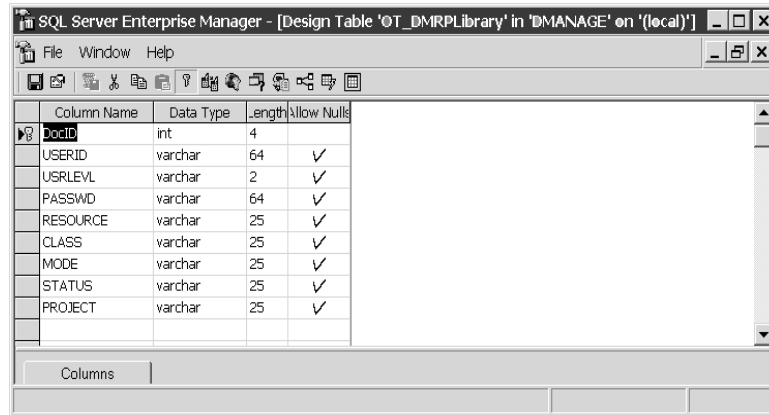 SQL Server Enterprise Manager - [Design Table 'OT_DMRPLibrary' in 'DMANAGE' on '(local)']
File Window Help
Column Name Data Type Length Allow Nulls
DocID int 4
USERID varchar 64
USRLEVL varchar 2
PASSWD varchar 64
RESOURCE varchar 25
CLASS varchar 25
MODE varchar 25
STATUS varchar 25
PROJECT varchar 25
Columns